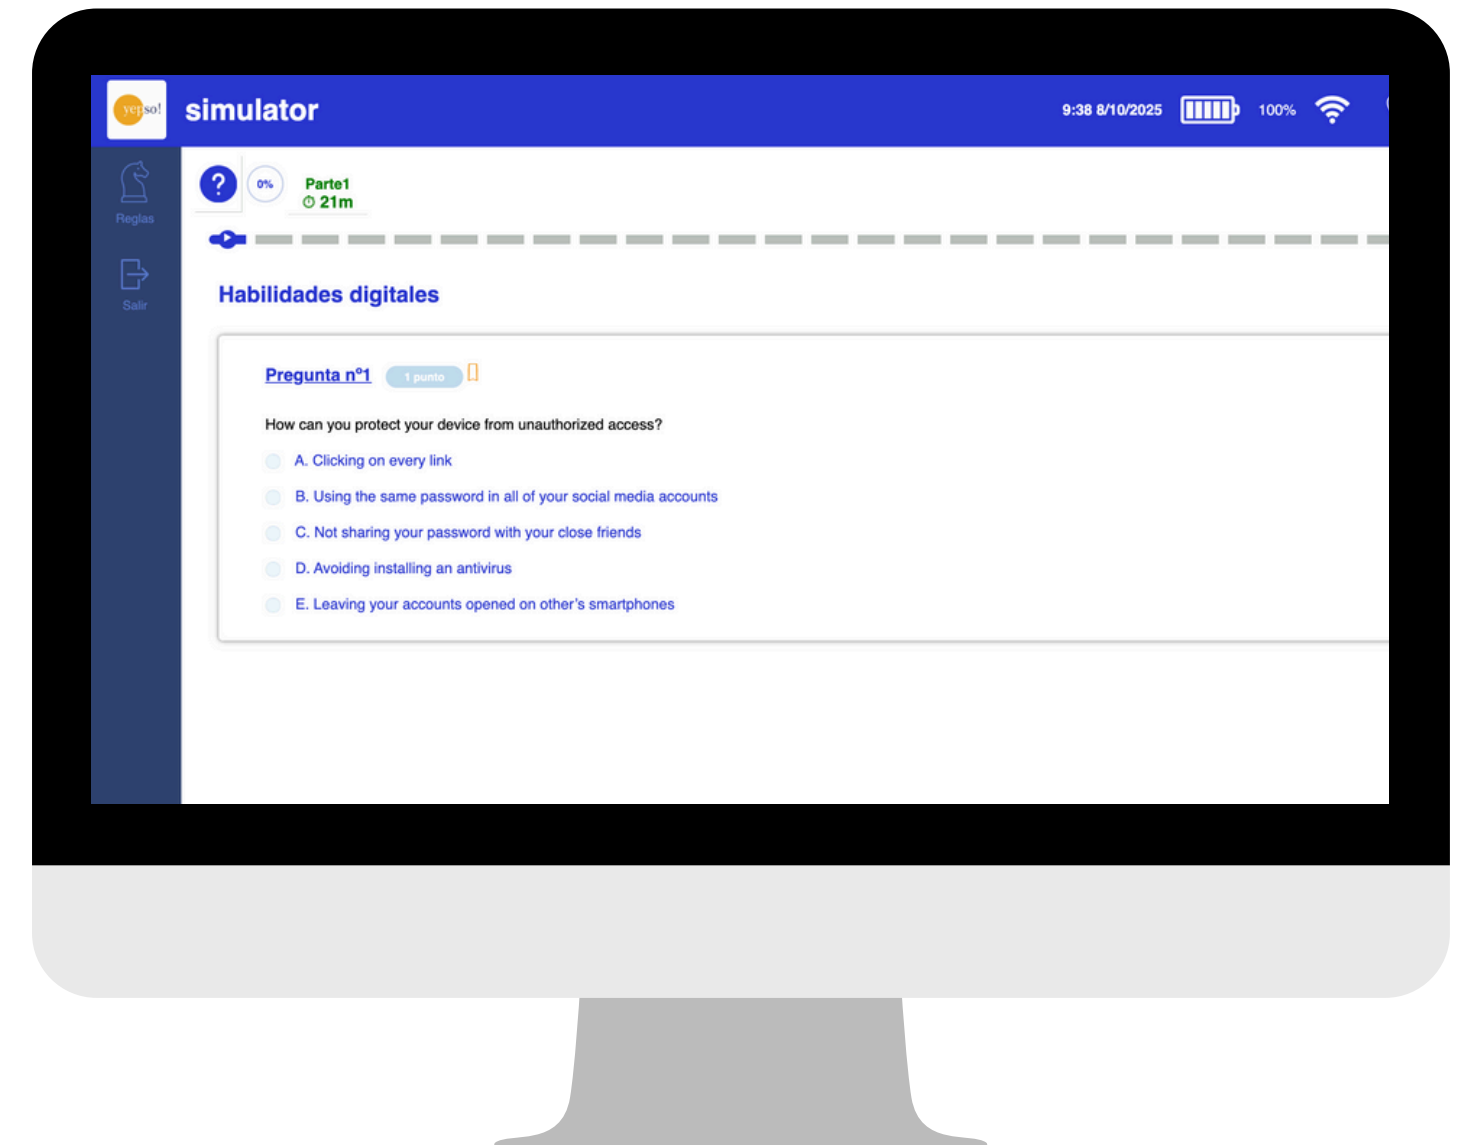 yepso!
simulator
9:38 8/10/2025
100%
Reglas
Salir
?
0%
Parte1
21m
Habilidades digitales
Pregunta nº1
1 punto
How can you protect your device from unauthorized access?
A. Clicking on every link
B. Using the same password in all of your social media accounts
C. Not sharing your password with your close friends
D. Avoiding installing an antivirus
E. Leaving your accounts opened on other’s smartphones